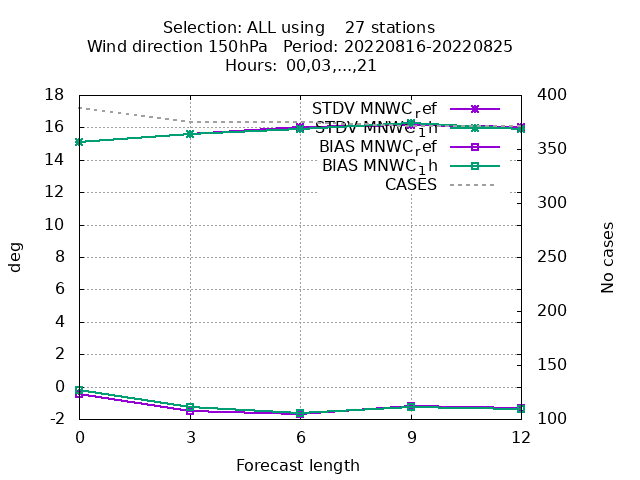 Selection: ALL using 27 stations
Wind direction 150hPa Period: 20220816-20220825
Hours: 00,03,...,21
18
16
14
12
10
8
6
4
2
0
-2
deg
STDV MNWC_ref
STDV MNWC_1h
BIAS MNWC_ref
BIAS MNWC_1h
CASES
400
350
300
250
200
150
100
No cases
0 3 6 9 12
Forecast length